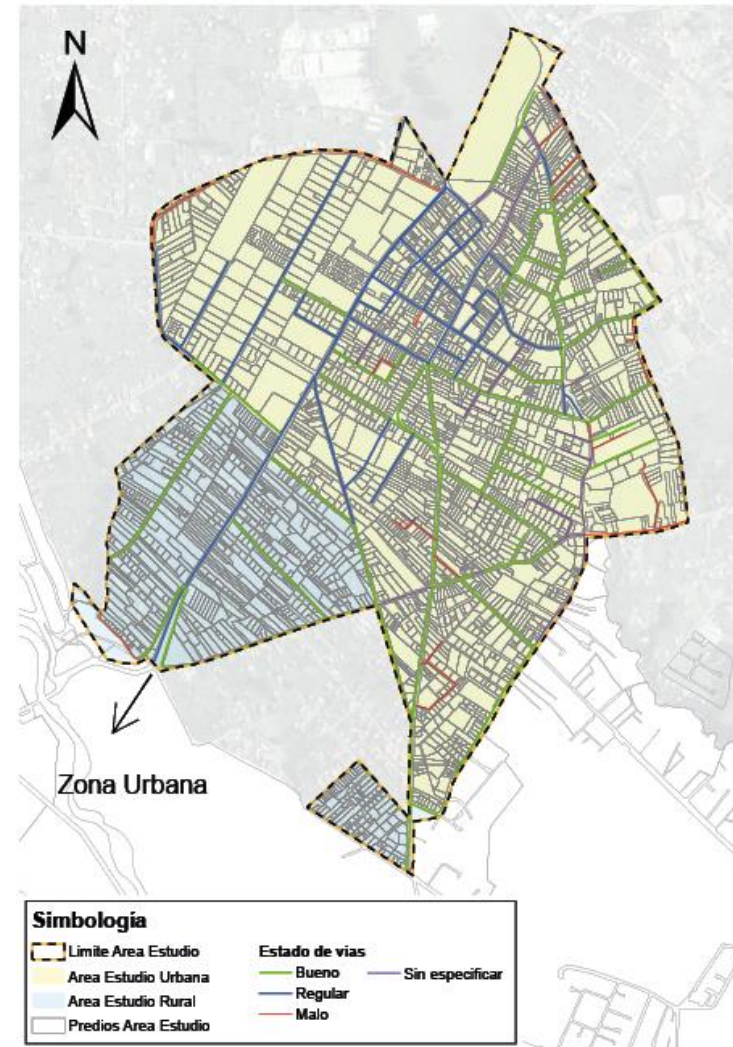 N
Zona Urbana
Simbología
Limite Area Estudio
Area Estudio Urbana
Area Estudio Rural
Predios Area Estudio
Estado de vias
Bueno
Regular
Malo
Sin especificar